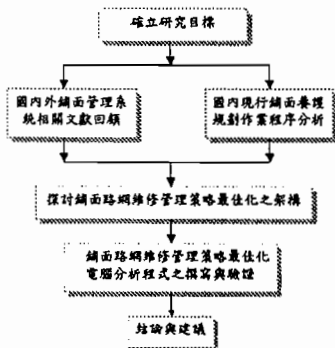 確立研究目標
國內外鋪面管理系
統相關文獻回顧
國內現行鋪面養護
規劃作業程序分析
探討鋪面路網維修管理策略最佳化之架構
鋪面路網維修管理策略最佳化
電腦分析程式之撰寫與驗證
結論與建議